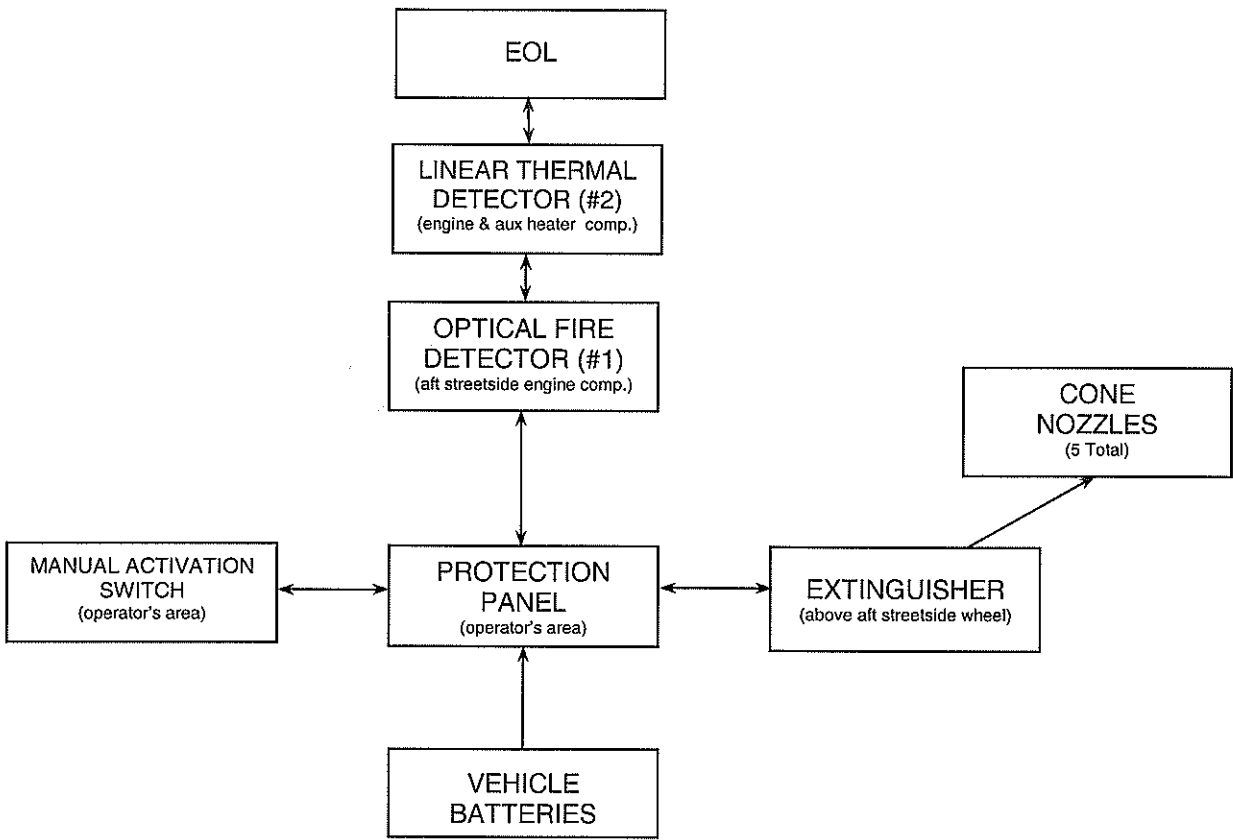 EOL
LINEAR THERMAL
DETECTOR (#2)
(engine & aux heater comp.)
OPTICAL FIRE
DETECTOR (#1)
(aft streetside engine comp.)
CONE
NOZZLES
(5 Total)
MANUAL ACTIVATION
SWITCH
(operator's area)
PROTECTION
PANEL
(operator's area)
EXTINGUISHER
(above aft streetside wheel)
VEHICLE
BATTERIES